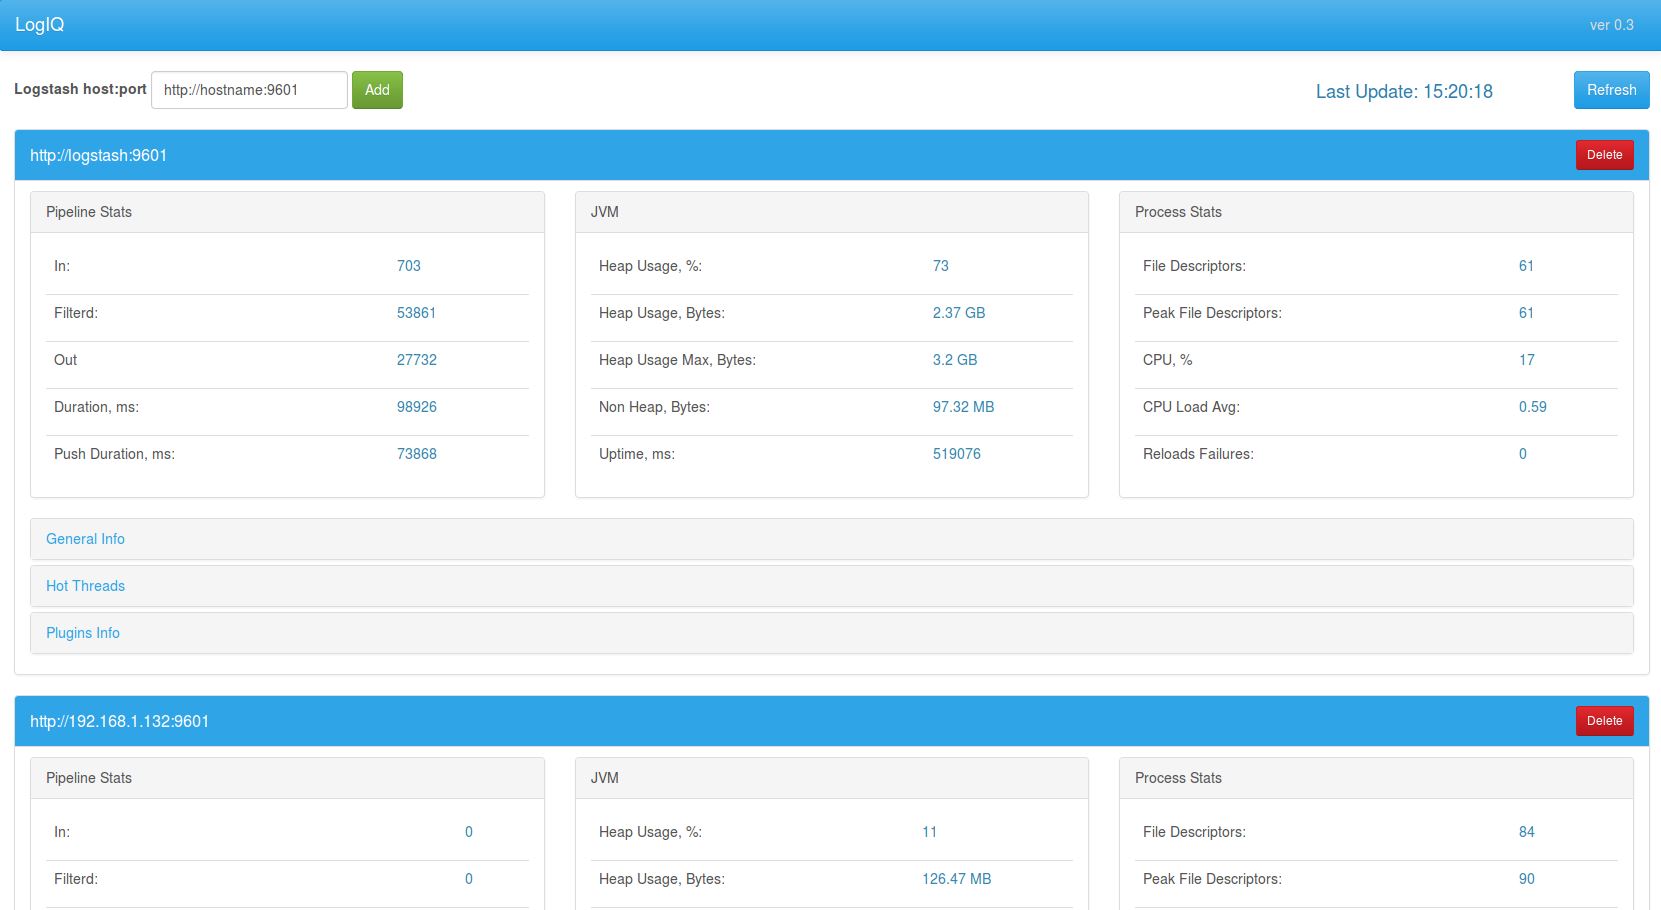 LogIQ ver 0.3
Logstash host:port http://hostname:9601 Add Last Update: 15:20:18 Refresh
http://logstash:9601 Delete
Pipeline Stats
In: 703
Filterd: 53861
Out 27732
Duration, ms: 98926
Push Duration, ms: 73868
JVM
Heap Usage, %: 73
Heap Usage, Bytes: 2.37 GB
Heap Usage Max, Bytes: 3.2 GB
Non Heap, Bytes: 97.32 MB
Uptime, ms: 519076
Process Stats
File Descriptors: 61
Peak File Descriptors: 61
CPU, % 17
CPU Load Avg: 0.59
Reloads Failures: 0
General Info
Hot Threads
Plugins Info
http://192.168.1.132:9601 Delete
Pipeline Stats
In: 0
Filterd: 0
JVM
Heap Usage, %: 11
Heap Usage, Bytes: 126.47 MB
Process Stats
File Descriptors: 84
Peak File Descriptors: 90